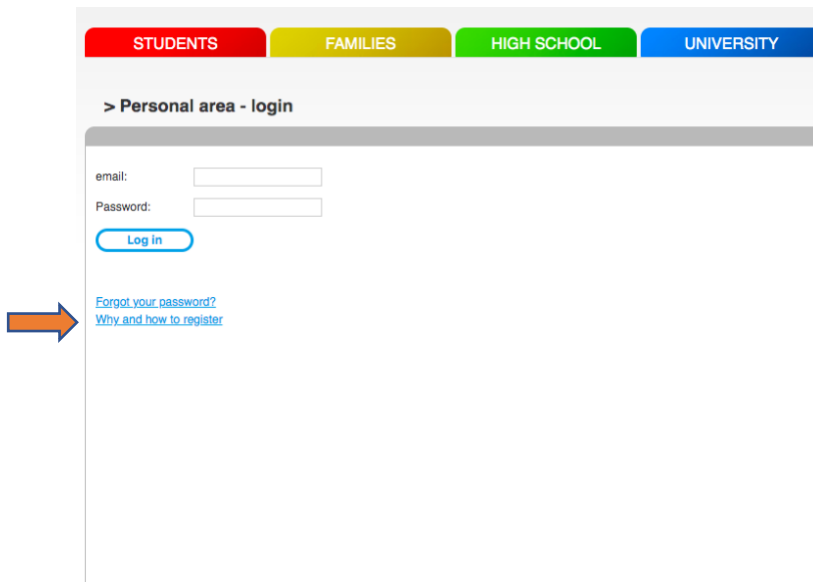 STUDENTS FAMILIES HIGH SCHOOL UNIVERSITY
> Personal area - login
email:
Password:
Log in
Forgot your password?
Why and how to register